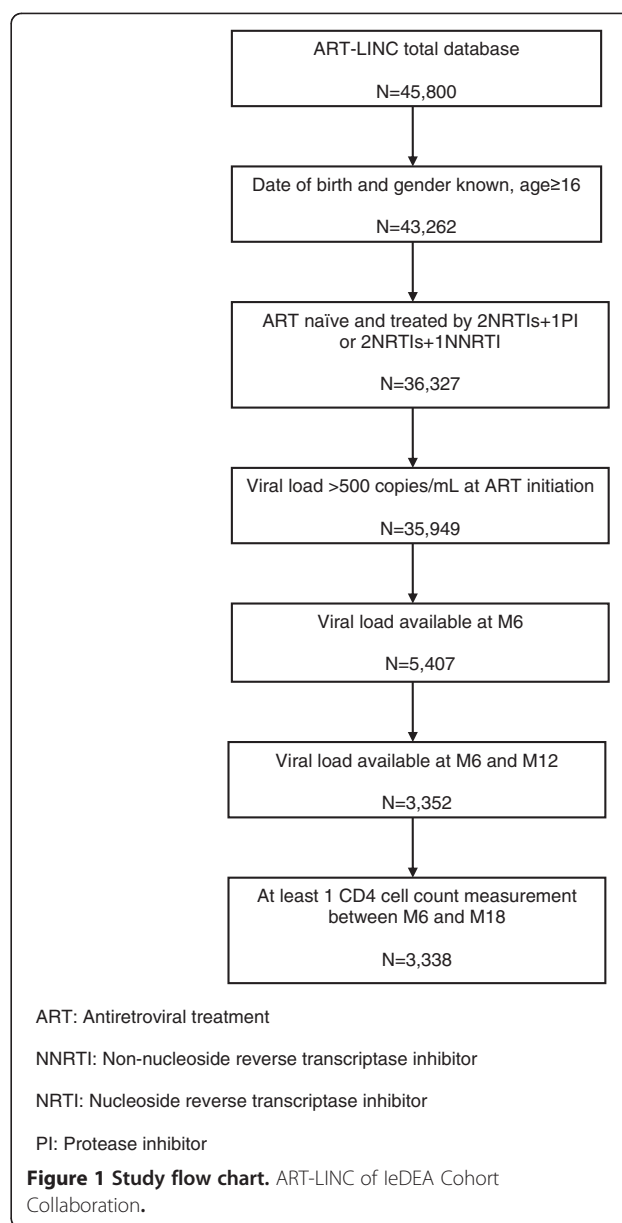 ART-LINC total database
N=45,800
Date of birth and gender known, age≥16
N=43,262
ART naïve and treated by 2NRTIs+1PI
or 2NRTIs+1NNRTI
N=36,327
Viral load >500 copies/mL at ART initiation
N=35,949
Viral load available at M6
N=5,407
Viral load available at M6 and M12
N=3,352
At least 1 CD4 cell count measurement
between M6 and M18
N=3,338
ART: Antiretroviral treatment
NNRTI: Non-nucleoside reverse transcriptase inhibitor
NRTI: Nucleoside reverse transcriptase inhibitor
PI: Protease inhibitor
Figure 1 Study flow chart. ART-LINC of IeDEA Cohort
Collaboration.